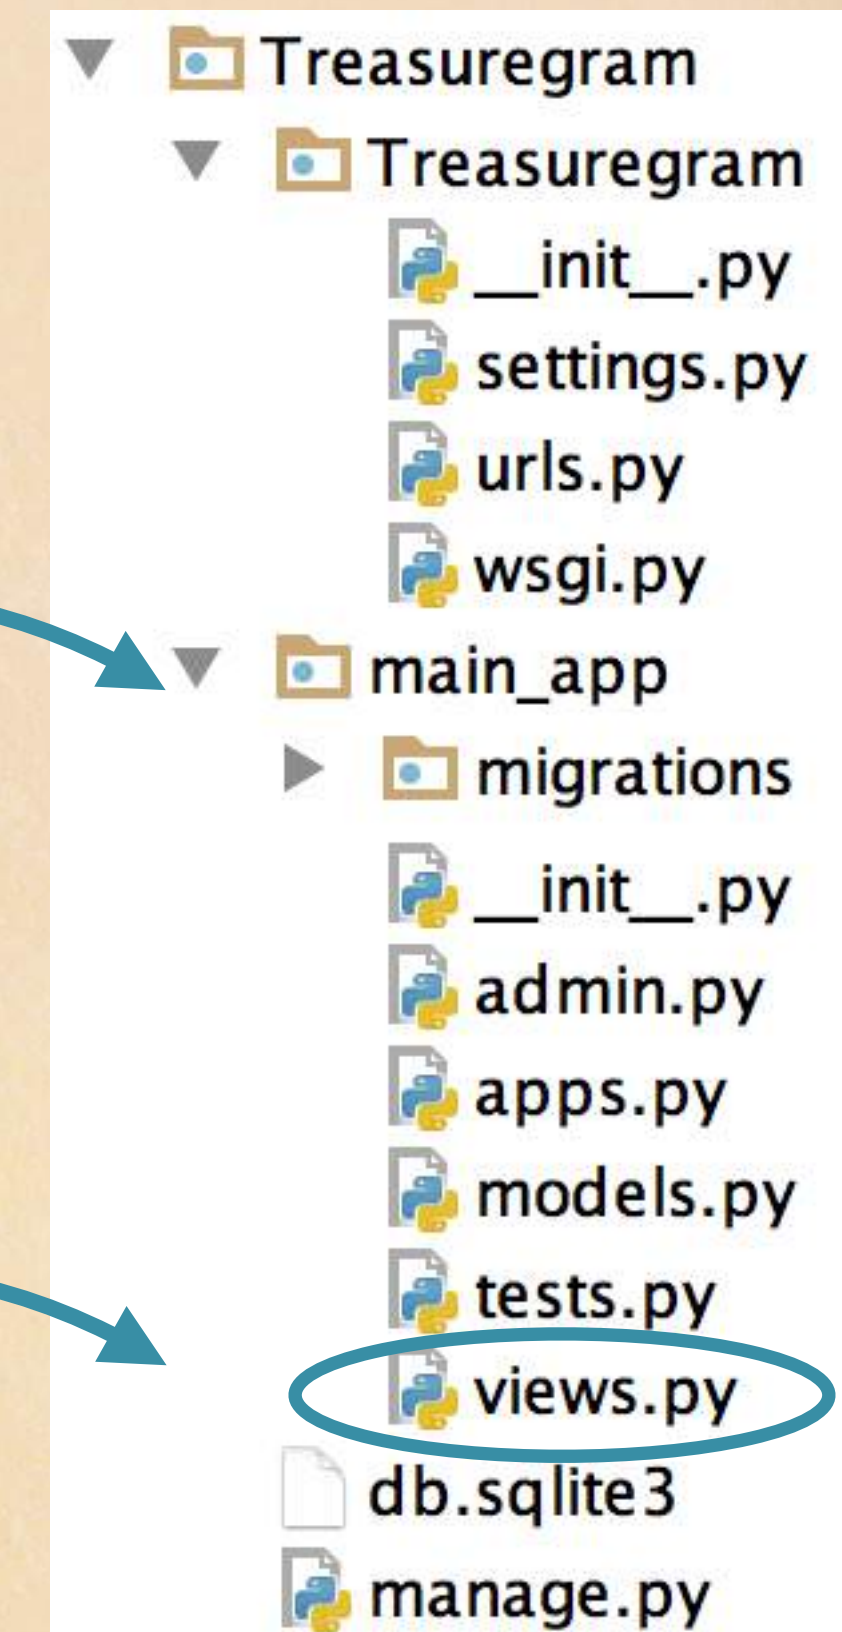 Treasuregram
Treasuregram
__init__.py
settings.py
urls.py
wsgi.py
main_app
migrations
__init__.py
admin.py
apps.py
models.py
tests.py
views.py
db.sqlite3
manage.py